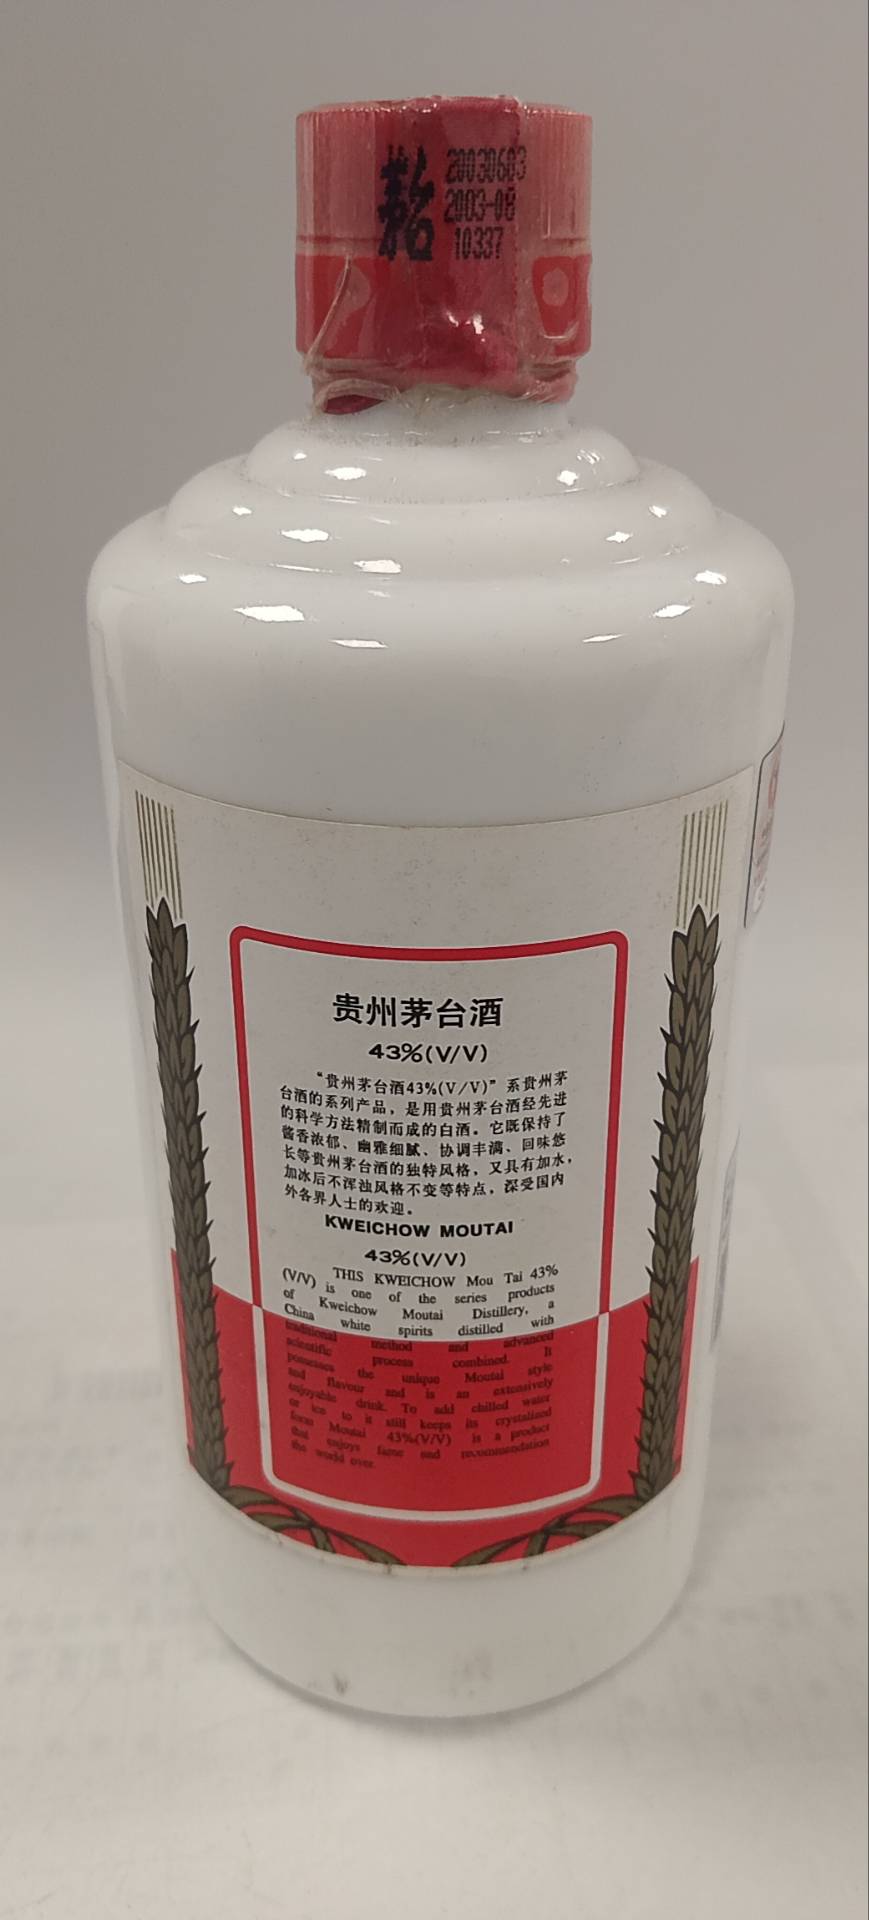 20030603
2003-08
10337
贵州茅台酒
43%(V/V)
“贵州茅台酒43%(V/V)”系贵州茅
台酒的系列产品，是用贵州茅台酒经先进
的科学方法精制而成的白酒。它既保持了
酱香浓郁、幽雅细腻、协调丰满、回味悠
长等贵州茅台酒的独特风格，又具有加水，
加冰后不浑浊风格不变等特点，深受国内
外各界人士的欢迎。
KWEICHOW MOUTAI
43%(V/V)
THIS KWEICHOW Mou Tai 43%
(V/V) is one of the series products
of Kweichow Moutai Distillery, a
China white spirits distilled with
traditional method and advanced
scientific process combined. It
possesses the unique Moutai style
and flavour and is an extensively
enjoyable drink. To add chilled water
or ice to it still keeps its crystalized
form Moutai 43%(V/V) is a product
that enjoys fame and recommendation
the world over.